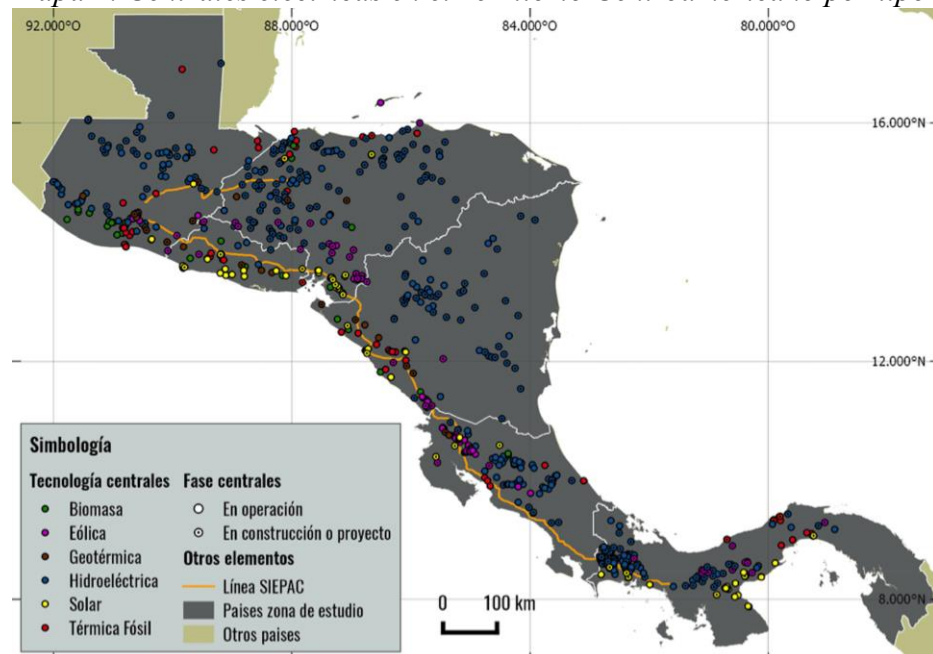 92.000°O 88.000°O 84.000°O 80.000°O
16.000°N
12.000°N
8.000°N
Simbología
Tecnología centrales
Biomasa
Eólica
Geotérmica
Hidroeléctrica
Solar
Térmica Fósil
Fase centrales
En operación
En construcción o proyecto
Otros elementos
Línea SIEPAC
Paises zona de estudio
Otros paises
0 100 km